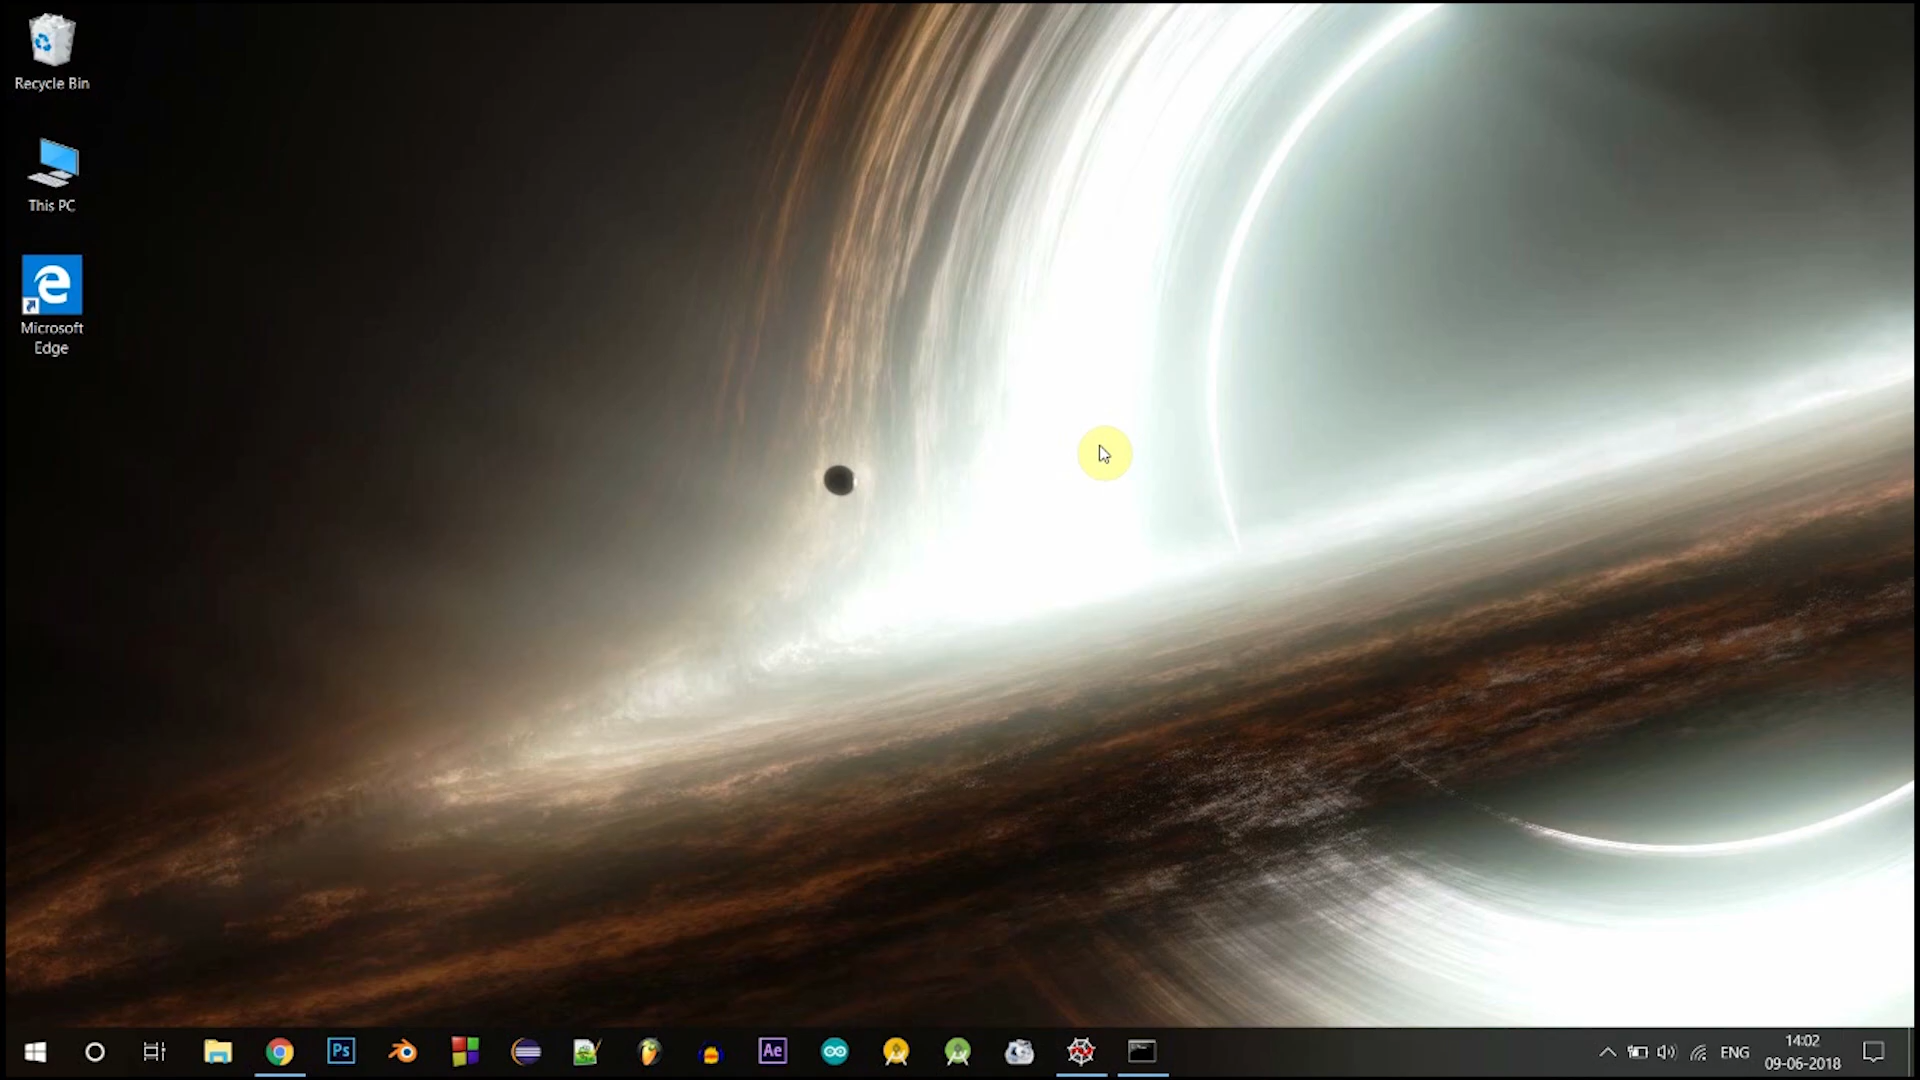 Recycle Bin
This PC
Microsoft
Edge
Ps
Ae
ENG
14:02
09-06-2018